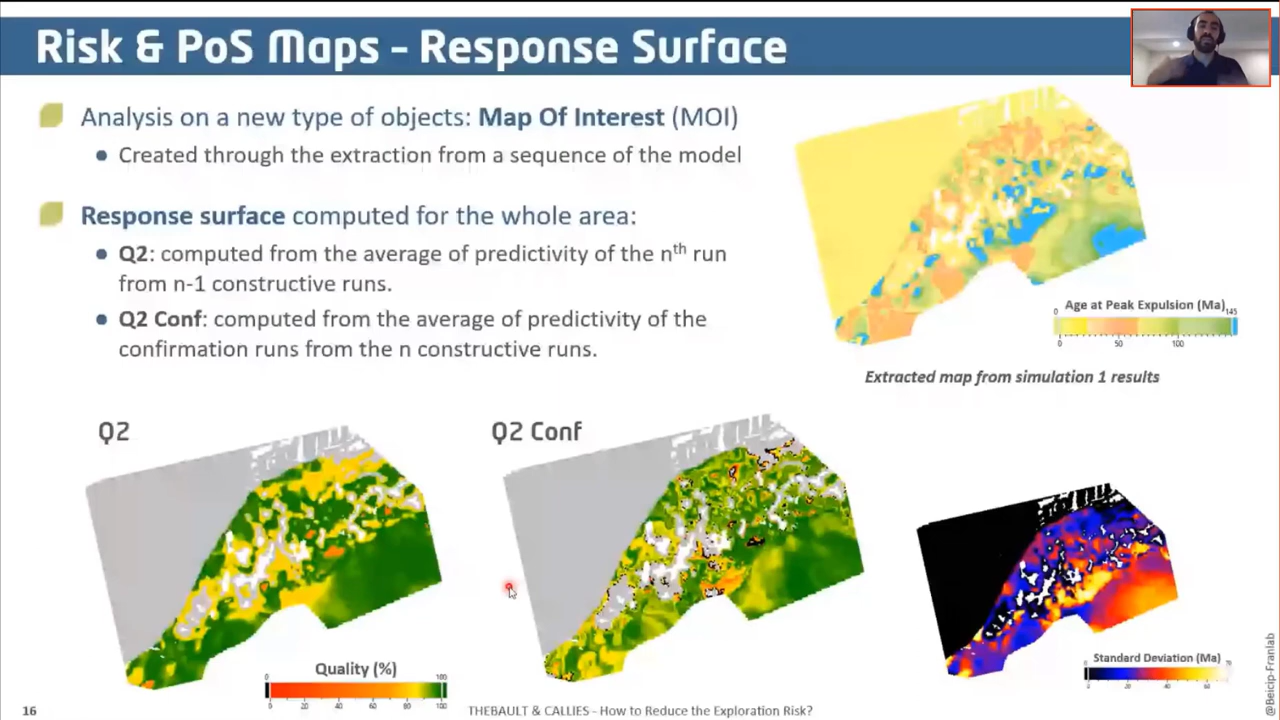 Risk & PoS Maps - Response Surface
Analysis on a new type of objects: Map Of Interest (MOI)
Created through the extraction from a sequence of the model
Response surface computed for the whole area:
Q2: computed from the average of predictivity of the nth run
from n-1 constructive runs.
Q2 Conf: computed from the average of predictivity of the
confirmation runs from the n constructive runs.
Age at Peak Expulsion (Ma)
0 145
0 50 100
Extracted map from simulation 1 results
Q2
Q2 Conf
Quality (%)
0 100
0 20 40 60 80 100
Standard Deviation (Ma)
0 20 40 60
16
THEBAULT & CALLIES - How to Reduce the Exploration Risk?
@Beicip-Franlab